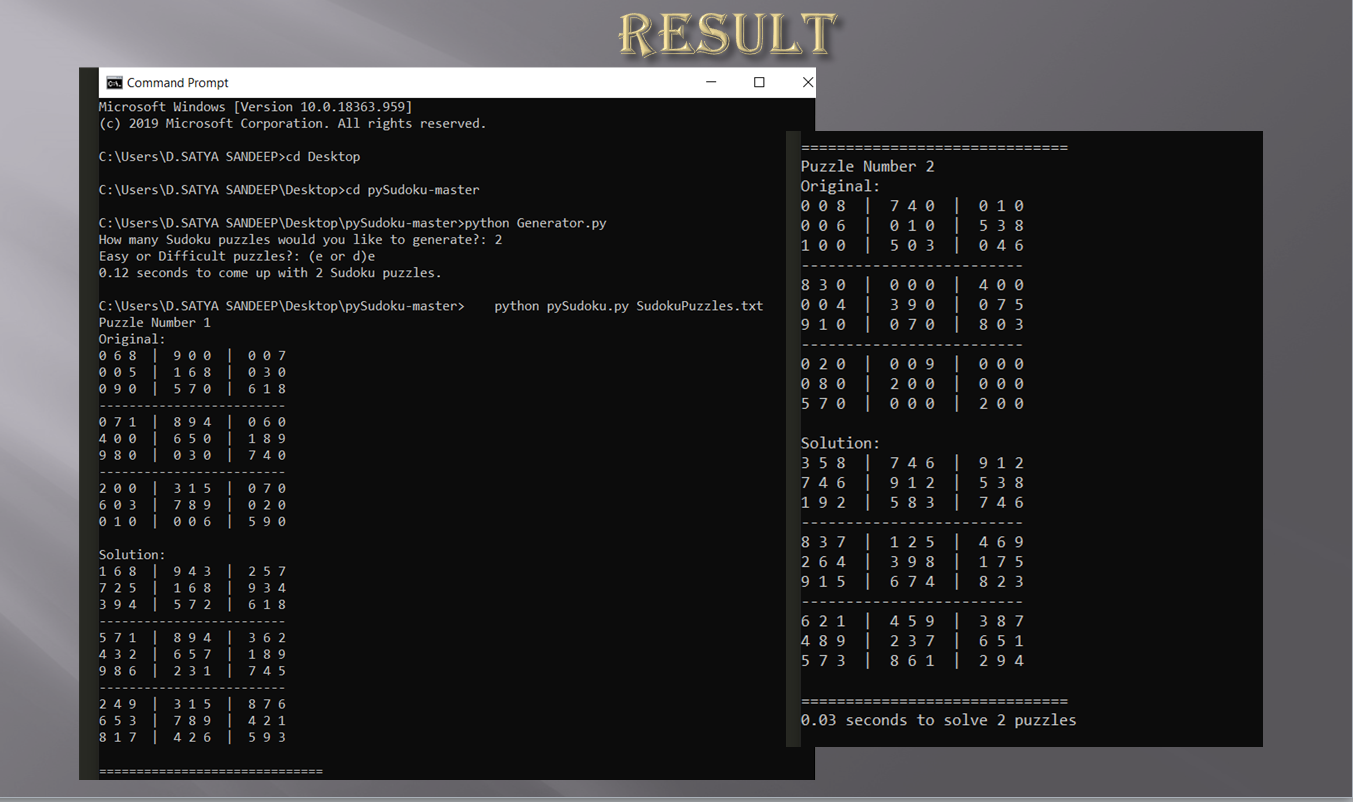 RESULT
Command Prompt
Microsoft Windows [Version 10.0.18363.959]
(c) 2019 Microsoft Corporation. All rights reserved.
C:\Users\D.SATYA SANDEEP>cd Desktop
C:\Users\D.SATYA SANDEEP\Desktop>cd pySudoku-master
C:\Users\D.SATYA SANDEEP\Desktop\pySudoku-master>python Generator.py
How many Sudoku puzzles would you like to generate?: 2
Easy or Difficult puzzles?: (e or d)e
0.12 seconds to come up with 2 Sudoku puzzles.
C:\Users\D.SATYA SANDEEP\Desktop\pySudoku-master>    python pySudoku.py SudokuPuzzles.txt
Puzzle Number 1
Original:
0 6 8  |  9 0 0  |  0 0 7
0 0 5  |  1 6 8  |  0 3 0
0 9 0  |  5 7 0  |  6 1 8
-------------------------
0 7 1  |  8 9 4  |  0 6 0
4 0 0  |  6 5 0  |  1 8 9
9 8 0  |  0 3 0  |  7 4 0
-------------------------
2 0 0  |  3 1 5  |  0 7 0
6 0 3  |  7 8 9  |  0 2 0
0 1 0  |  0 0 6  |  5 9 0
Solution:
1 6 8  |  9 4 3  |  2 5 7
7 2 5  |  1 6 8  |  9 3 4
3 9 4  |  5 7 2  |  6 1 8
-------------------------
5 7 1  |  8 9 4  |  3 6 2
4 3 2  |  6 5 7  |  1 8 9
9 8 6  |  2 3 1  |  7 4 5
-------------------------
2 4 9  |  3 1 5  |  8 7 6
6 5 3  |  7 8 9  |  4 2 1
8 1 7  |  4 2 6  |  5 9 3
==============================
==============================
Puzzle Number 2
Original:
0 0 8  |  7 4 0  |  0 1 0
0 0 6  |  0 1 0  |  5 3 8
1 0 0  |  5 0 3  |  0 4 6
-------------------------
8 3 0  |  0 0 0  |  4 0 0
0 0 4  |  3 9 0  |  0 7 5
9 1 0  |  0 7 0  |  8 0 3
-------------------------
0 2 0  |  0 0 9  |  0 0 0
0 8 0  |  2 0 0  |  0 0 0
5 7 0  |  0 0 0  |  2 0 0
Solution:
3 5 8  |  7 4 6  |  9 1 2
7 4 6  |  9 1 2  |  5 3 8
1 9 2  |  5 8 3  |  7 4 6
-------------------------
8 3 7  |  1 2 5  |  4 6 9
2 6 4  |  3 9 8  |  1 7 5
9 1 5  |  6 7 4  |  8 2 3
-------------------------
6 2 1  |  4 5 9  |  3 8 7
4 8 9  |  2 3 7  |  6 5 1
5 7 3  |  8 6 1  |  2 9 4
==============================
0.03 seconds to solve 2 puzzles